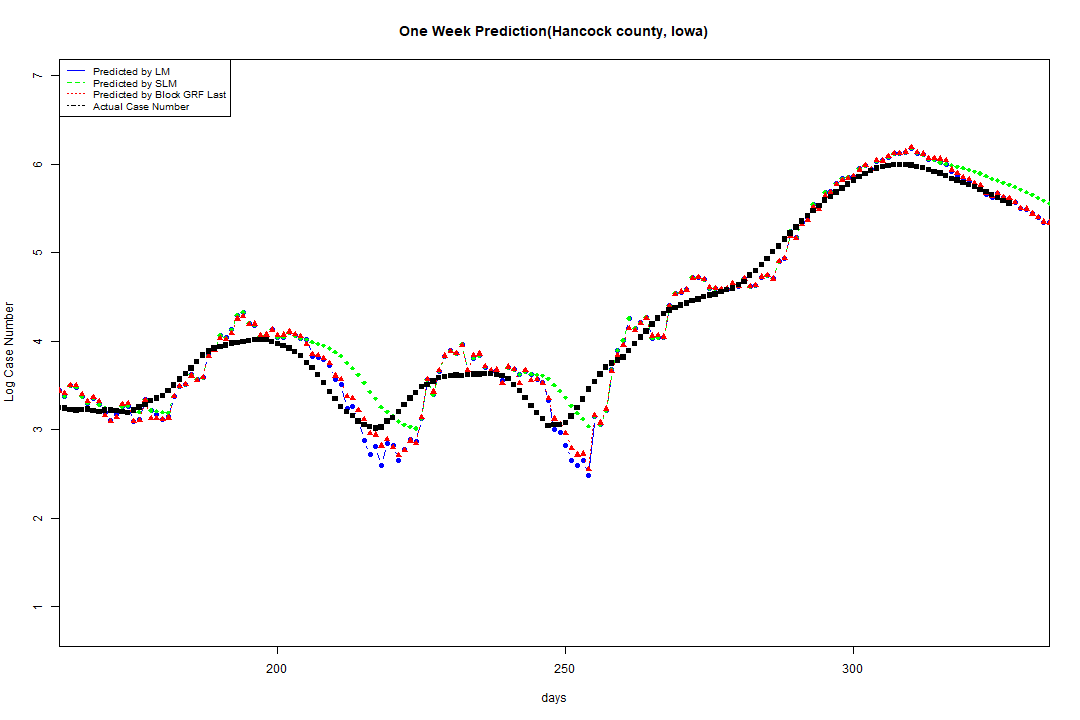 One Week Prediction(Hancock county, Iowa)
Predicted by LM
Predicted by SLM
Predicted by Block GRF Last
Actual Case Number
Log Case Number
7
6
5
4
3
2
1
200 250 300
days